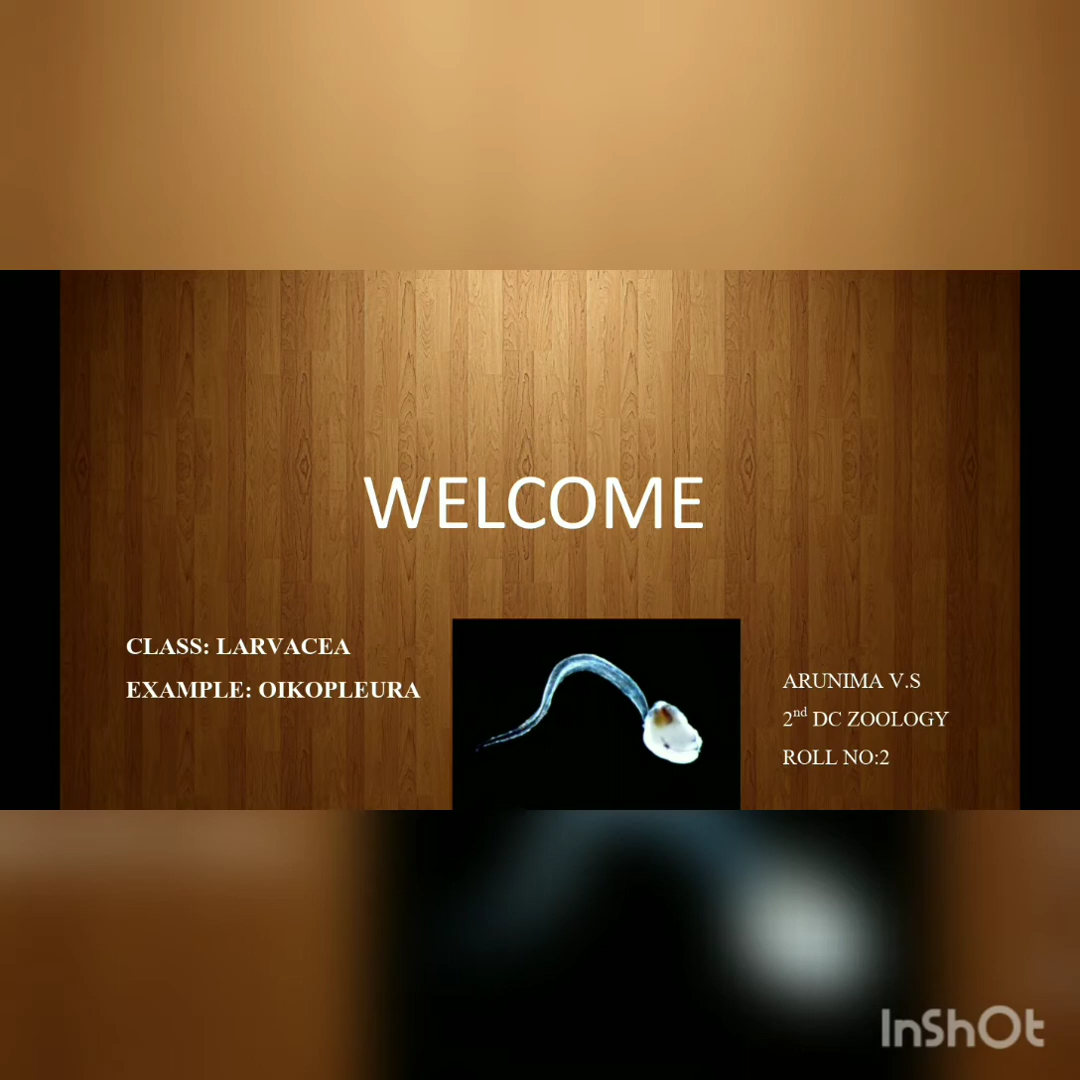 WELCOME
CLASS: LARVACEA
EXAMPLE: OIKOPLEURA
ARUNIMA V.S
2nd DC ZOOLOGY
ROLL NO:2
InShOt